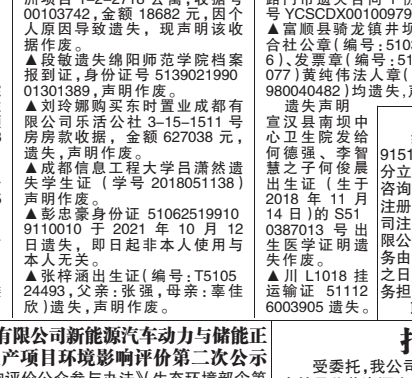 00103742,金额 18682 元,因个
人原因导致遗失，现声明该收
据作废。
▲段敏遗失绵阳师范学院档案
报到证,身份证号 5139021990
01301389,声明作废。
▲刘玲娜购买东时置业成都有
限公司乐活公社 3-15-1511 号
房房款收据，金额 627038 元，
遗失,声明作废。
▲成都信息工程大学吕潇然遗
失学生证（学号 2018051138）
声明作废。
▲彭忠豪身份证 51062519910
9110010 于 2021 年 10 月 12
日遗失，即日起非本人使用与
本人无关。
▲张梓涵出生证(编号:T5105
24493,父亲:张强,母亲:辜佳
欣)遗失,声明作废。
号 YCSCDX00100979
▲富顺县骑龙镇井坝
合社公章(编号:5103
6)、发票章(编号:51
077)黄纯伟法人章(
980040482)均遗失,
遗失声明
宣汉县南坝中
心卫生院发给
何德强、李智
慧之子何俊晨
出生证（生于
2018 年 11 月
14 日)的 S51
0387013 号出
生医学证明遗
失作废。
▲川 L1018 挂
运输证 51112
6003905 遗失。
9151
分立
咨询
注册
司注
限公
务由
之日
务担
有限公司新能源汽车动力与储能正
产项目环境影响评价第二次公示
受委托,我公司